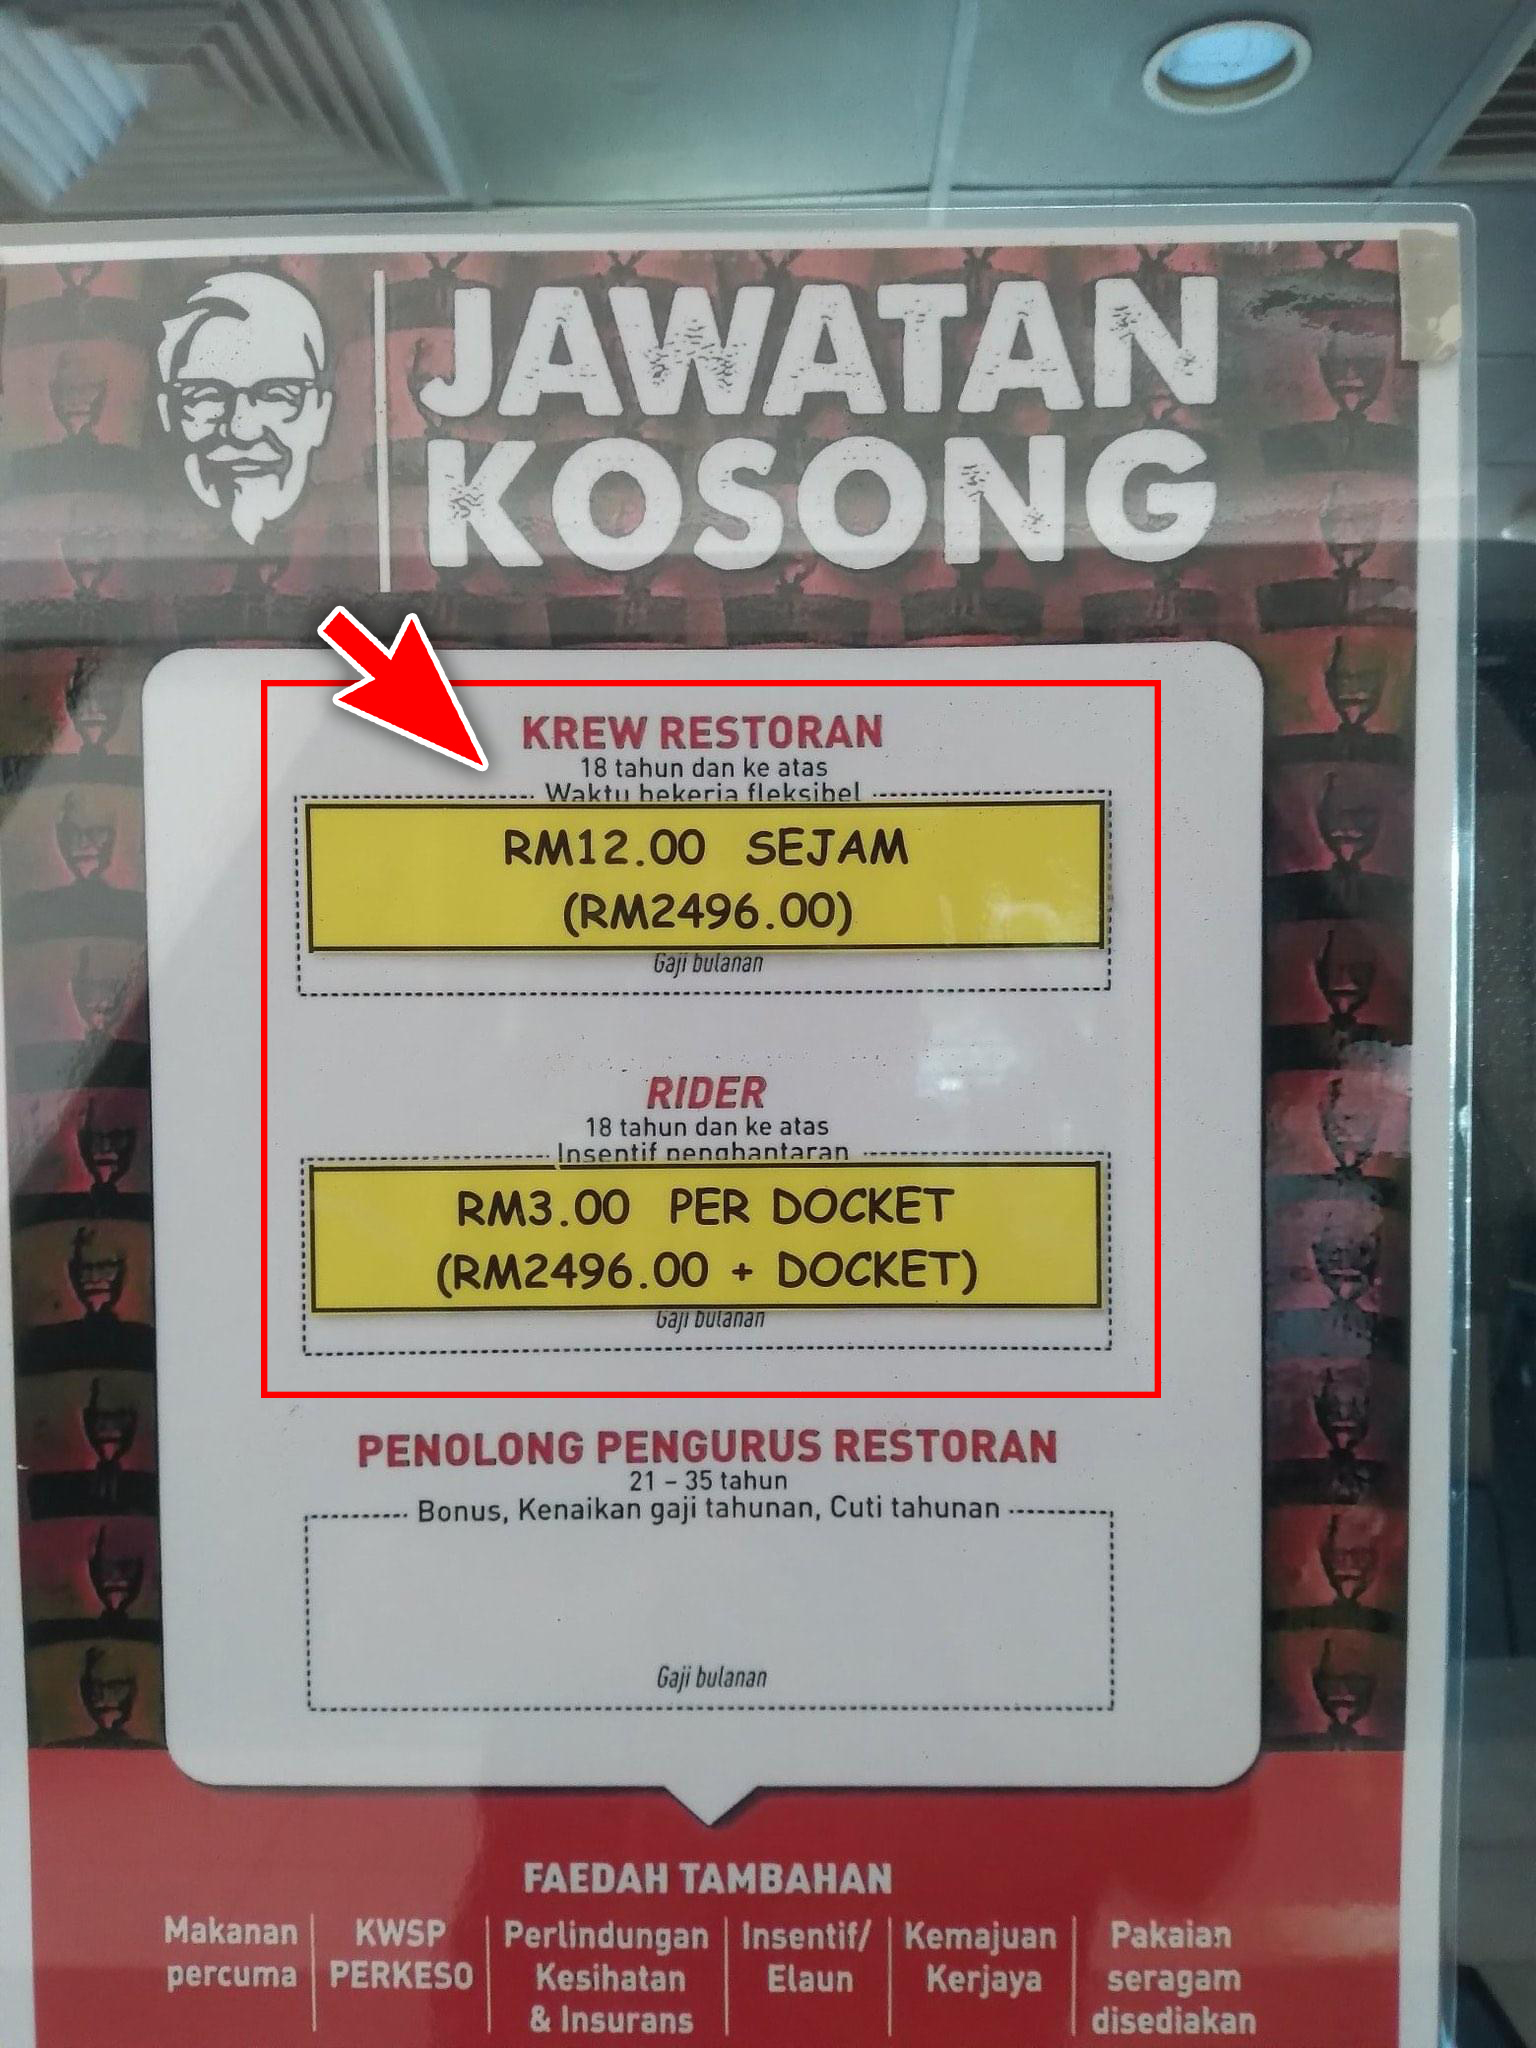 JAWATAN
KOSONG
KREW RESTORAN
18 tahun dan ke atas
Waktu bekerja fleksibel
RM12.00 SEJAM
(RM2496.00)
Gaji bulanan
RIDER
18 tahun dan ke atas
Insentif penghantaran
RM3.00 PER DOCKET
(RM2496.00 + DOCKET)
Gaji bulanan
PENOLONG PENGURUS RESTORAN
21 – 35 tahun
Bonus, Kenaikan gaji tahunan, Cuti tahunan
Gaji bulanan
FAEDAH TAMBAHAN
Makanan
percuma
KWSP
PERKESO
Perlindungan
Kesihatan
& Insurans
Insentif/
Elaun
Kemajuan
Kerjaya
Pakaian
seragam
disediakan